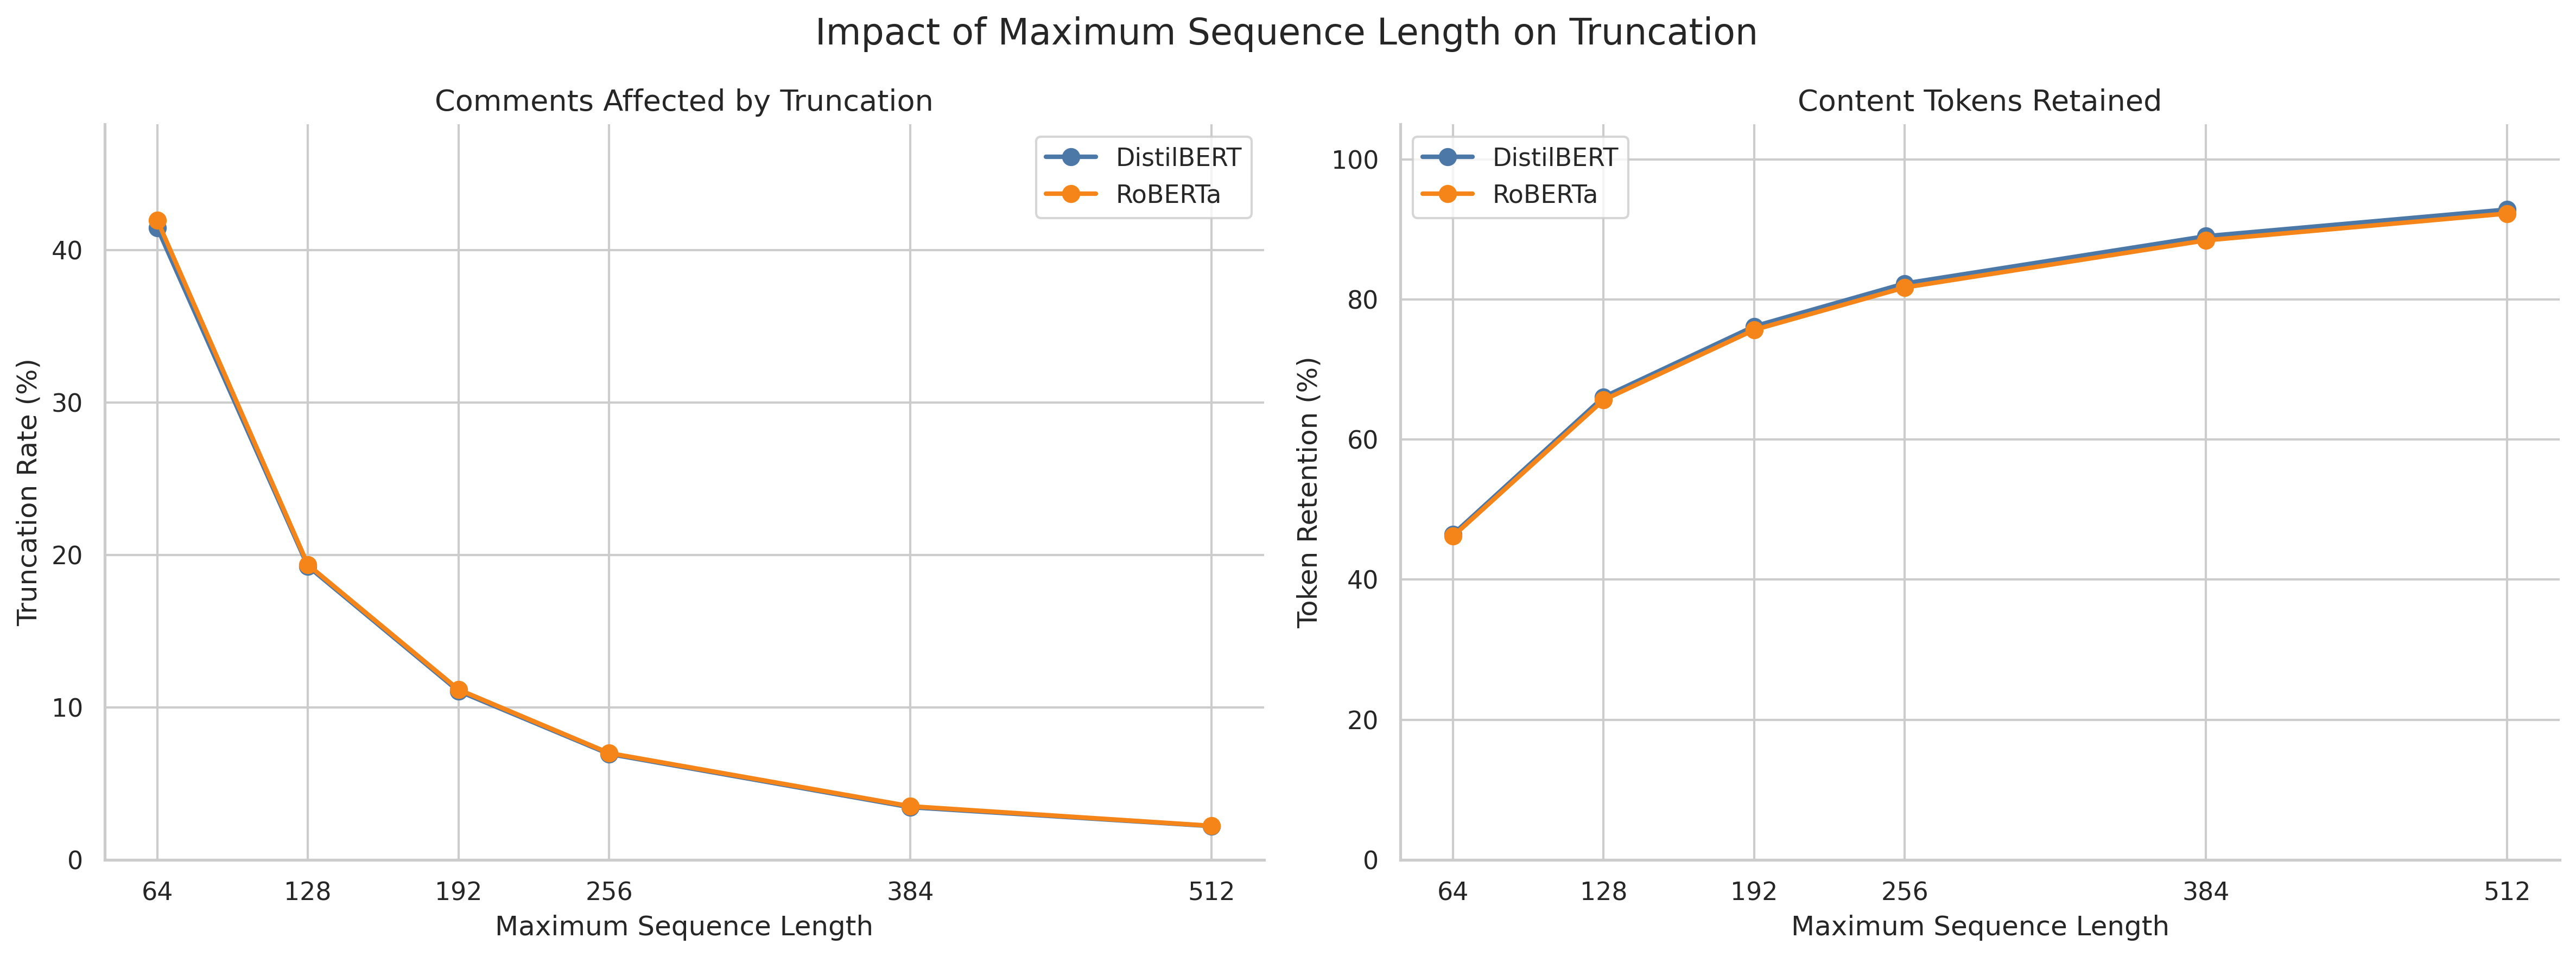 Impact of Maximum Sequence Length on Truncation
Comments Affected by Truncation
DistilBERT
RoBERTa
Truncation Rate (%)
40
30
20
10
0
64 128 192 256 384 512
Maximum Sequence Length
Content Tokens Retained
DistilBERT
RoBERTa
Token Retention (%)
100
80
60
40
20
0
64 128 192 256 384 512
Maximum Sequence Length